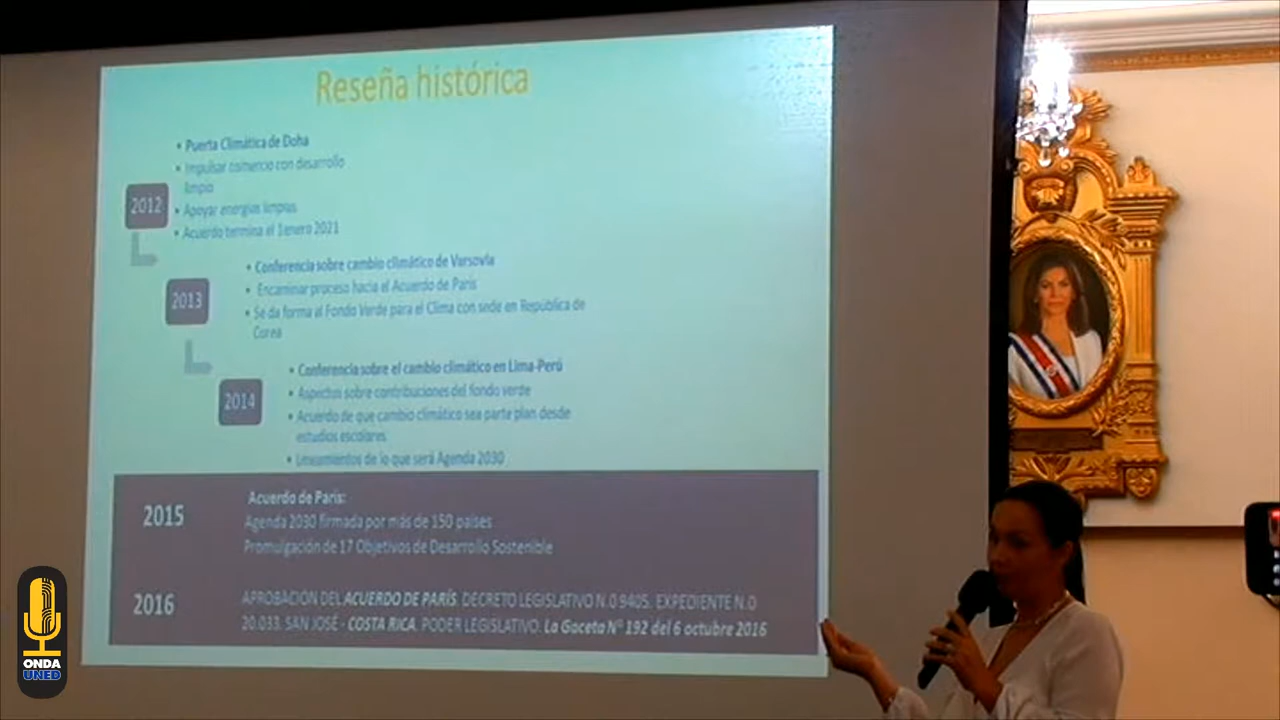 Reseña histórica
2012
• Puerta Climática de Doha
• Impulsar comercio con desarrollo
limpio
• Apoyar energías limpias
• Acuerdo termina el 1enero 2021
2013
• Conferencia sobre cambio climático de Varsovia
• Encaminar proceso hacia el Acuerdo de París
• Se da forma al Fondo Verde para el Clima con sede en República de
Corea
2014
• Conferencia sobre el cambio climático en Lima-Perú
• Aspectos sobre contribuciones del fondo verde
• Acuerdo de que cambio climático sea parte plan desde
estudios escolares
• Lineamientos de lo que será Agenda 2030
2015
Acuerdo de París:
Agenda 2030 firmada por más de 150 países
Promulgación de 17 Objetivos de Desarrollo Sostenible
2016
APROBACIÓN DEL ACUERDO DE PARÍS. DECRETO LEGISLATIVO N.0 9405. EXPEDIENTE N.0
20.033. SAN JOSÉ - COSTA RICA. PODER LEGISLATIVO. La Gaceta N° 192 del 6 octubre 2016
ONDA
UNED